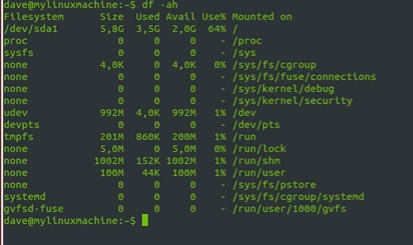 dave@mylinuxmachine:~$ df -ah
Filesystem Size Used Avail Use% Mounted on
/dev/sda1 5,8G 3,5G 2,0G 64% /
proc 0 0 0 - /proc
sysfs 0 0 0 - /sys
none 4,0K 0 4,0K 0% /sys/fs/cgroup
none 0 0 0 - /sys/fs/fuse/connections
none 0 0 0 - /sys/kernel/debug
none 0 0 0 - /sys/kernel/security
udev 992M 4,0K 992M 1% /dev
devpts 0 0 0 - /dev/pts
tmpfs 201M 860K 200M 1% /run
none 5,0M 0 5,0M 0% /run/lock
none 1002M 152K 1002M 1% /run/shm
none 100M 44K 100M 1% /run/user
none 0 0 0 - /sys/fs/pstore
systemd 0 0 0 - /sys/fs/cgroup/systemd
gvfsd-fuse 0 0 0 - /run/user/1000/gvfs
dave@mylinuxmachine:~$